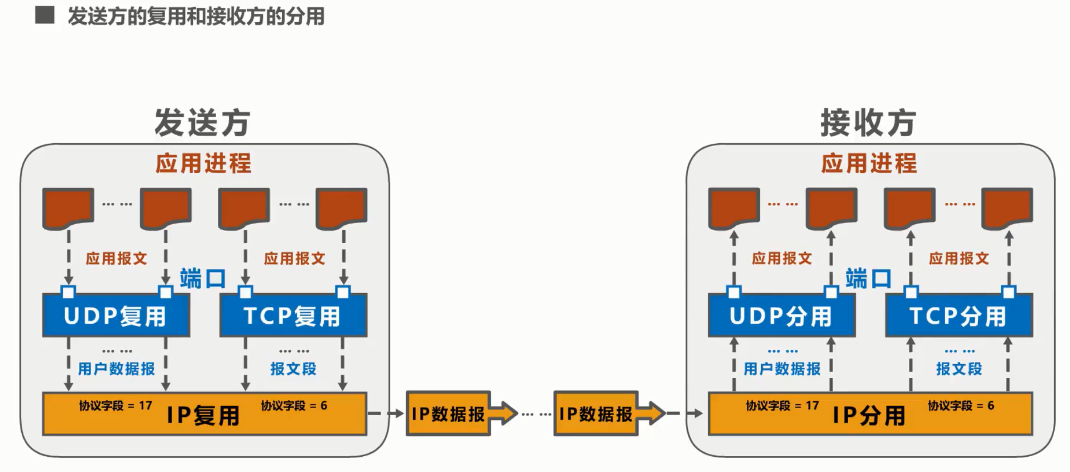 发送方的复用和接收方的分用
发送方
应用进程
... ... ... ...
应用报文 应用报文
端口
UDP复用 TCP复用
... ... ... ...
用户数据报 报文段
协议字段 = 17 协议字段 = 6
IP复用
IP数据报 ... ... IP数据报
接收方
应用进程
... ... ... ...
应用报文 应用报文
端口
UDP分用 TCP分用
... ... ... ...
用户数据报 报文段
协议字段 = 17 协议字段 = 6
IP分用